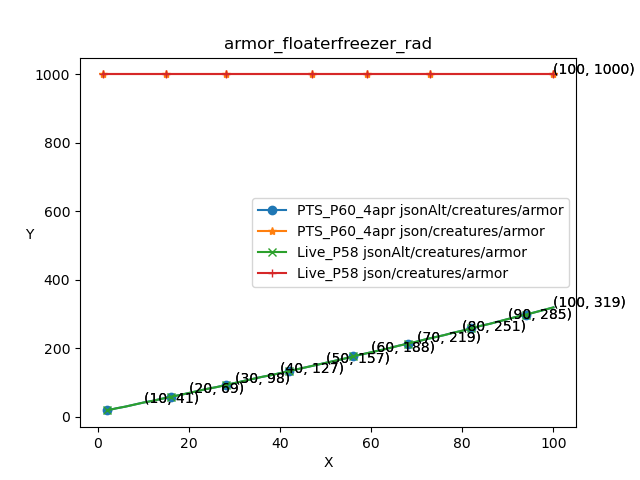 armor_floaterfreezer_rad
1000
800
600
400
200
0
Y
(100, 1000)
PTS_P60_4apr jsonAlt/creatures/armor
PTS_P60_4apr json/creatures/armor
Live_P58 jsonAlt/creatures/armor
Live_P58 json/creatures/armor
(100, 319)
(90, 285)
(80, 251)
(70, 219)
(60, 188)
(50, 157)
(40, 127)
(30, 98)
(20, 69)
(10, 41)
0 20 40 60 80 100
X